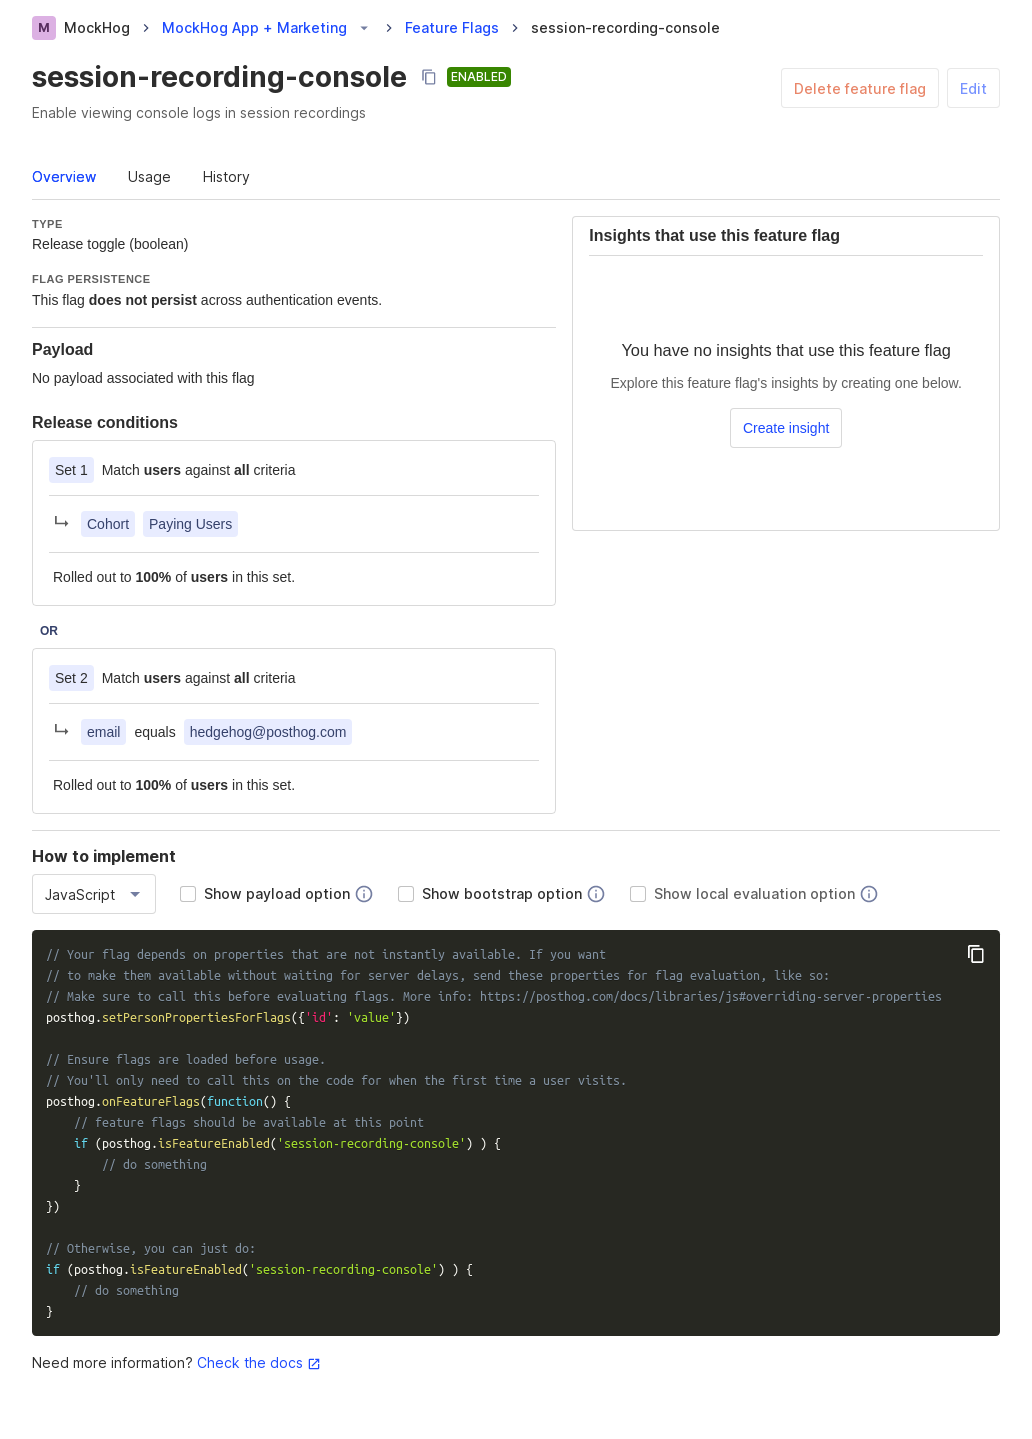 M MockHog MockHog App + Marketing Feature Flags session-recording-console
session-recording-console ENABLED
Delete feature flag Edit
Enable viewing console logs in session recordings
Overview Usage History
TYPE
Release toggle (boolean)
FLAG PERSISTENCE
This flag does not persist across authentication events.
Payload
No payload associated with this flag
Release conditions
Set 1 Match users against all criteria
Cohort Paying Users
Rolled out to 100% of users in this set.
OR
Set 2 Match users against all criteria
email equals hedgehog@posthog.com
Rolled out to 100% of users in this set.
Insights that use this feature flag
You have no insights that use this feature flag
Explore this feature flag's insights by creating one below.
Create insight
How to implement
JavaScript Show payload option Show bootstrap option Show local evaluation option
// Your flag depends on properties that are not instantly available. If you want
// to make them available without waiting for server delays, send these properties for flag evaluation, like so:
// Make sure to call this before evaluating flags. More info: https://posthog.com/docs/libraries/js#overriding-server-properties
posthog.setPersonPropertiesForFlags({'id': 'value'})
// Ensure flags are loaded before usage.
// You'll only need to call this on the code for when the first time a user visits.
posthog.onFeatureFlags(function() {
// feature flags should be available at this point
if (posthog.isFeatureEnabled('session-recording-console') ) {
// do something
}
})
// Otherwise, you can just do:
if (posthog.isFeatureEnabled('session-recording-console') ) {
// do something
}
Need more information? Check the docs